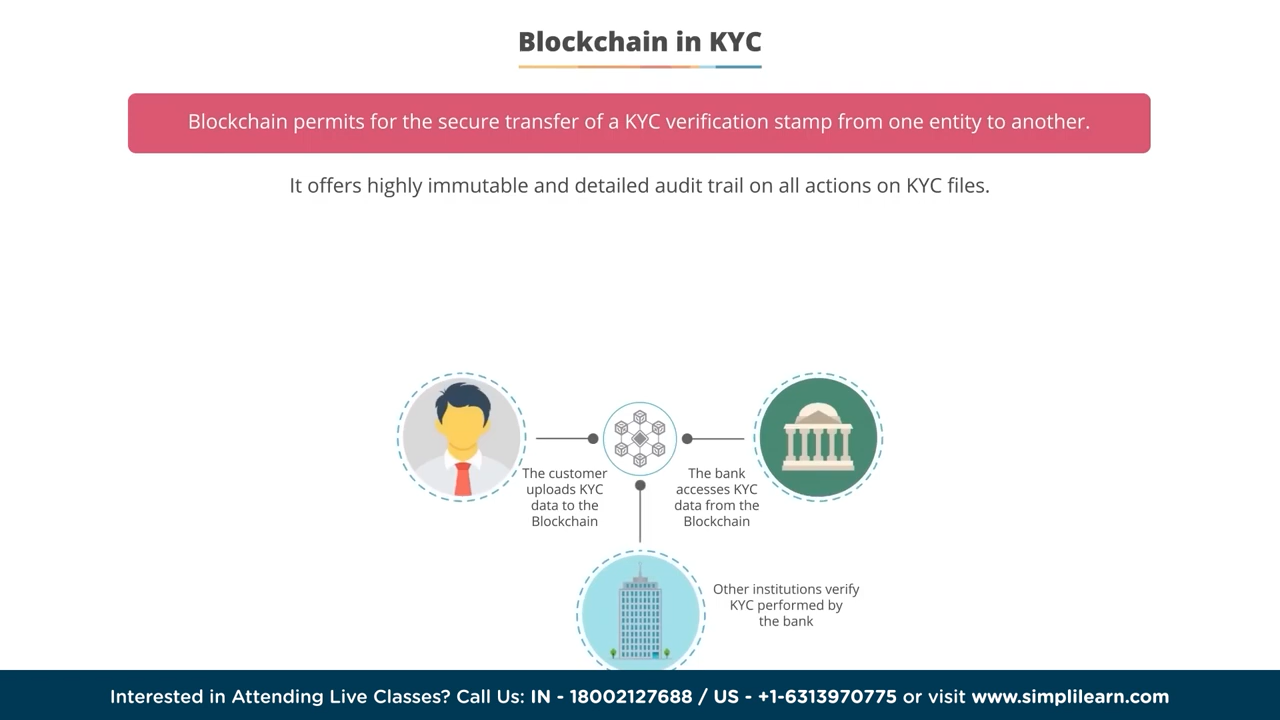 Blockchain in KYC
Blockchain permits for the secure transfer of a KYC verification stamp from one entity to another.
It offers highly immutable and detailed audit trail on all actions on KYC files.
The customer
uploads KYC
data to the
Blockchain
The bank
accesses KYC
data from the
Blockchain
Other institutions verify
KYC performed by
the bank
Interested in Attending Live Classes? Call Us: IN - 18002127688 / US - +1-6313970775 or visit www.simplilearn.com